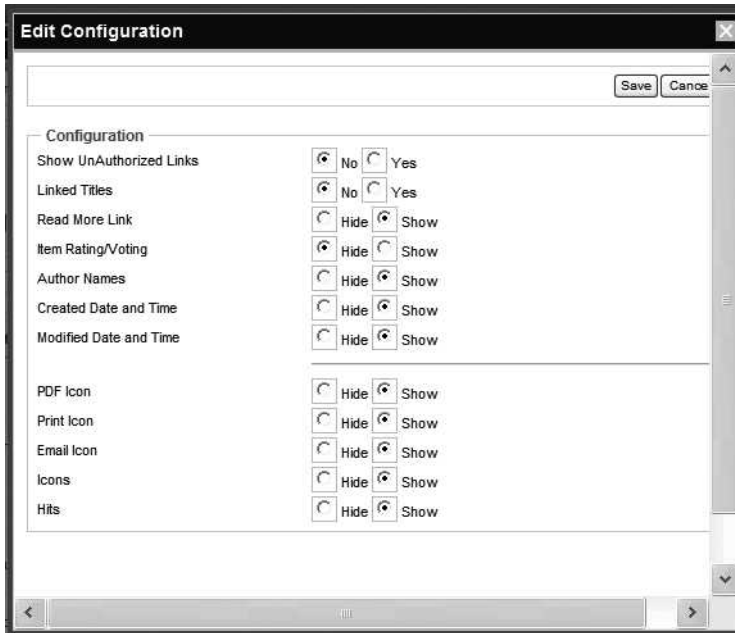 Edit Configuration
Save Cance
Configuration
Show UnAuthorized Links No Yes
Linked Titles No Yes
Read More Link Hide Show
Item Rating/Voting Hide Show
Author Names Hide Show
Created Date and Time Hide Show
Modified Date and Time Hide Show
PDF Icon Hide Show
Print Icon Hide Show
Email Icon Hide Show
Icons Hide Show
Hits Hide Show